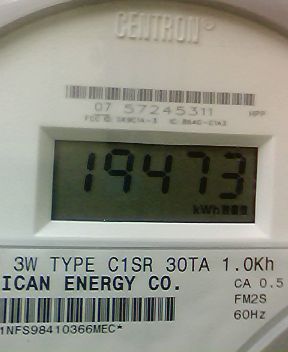 CENTRON®
07 57245311 HPP
19473
kWh
3W TYPE C1SR 30TA 1.0Kh
ICAN ENERGY CO. CA 0.5
FM2S
1NFS98410366MEC* 60Hz